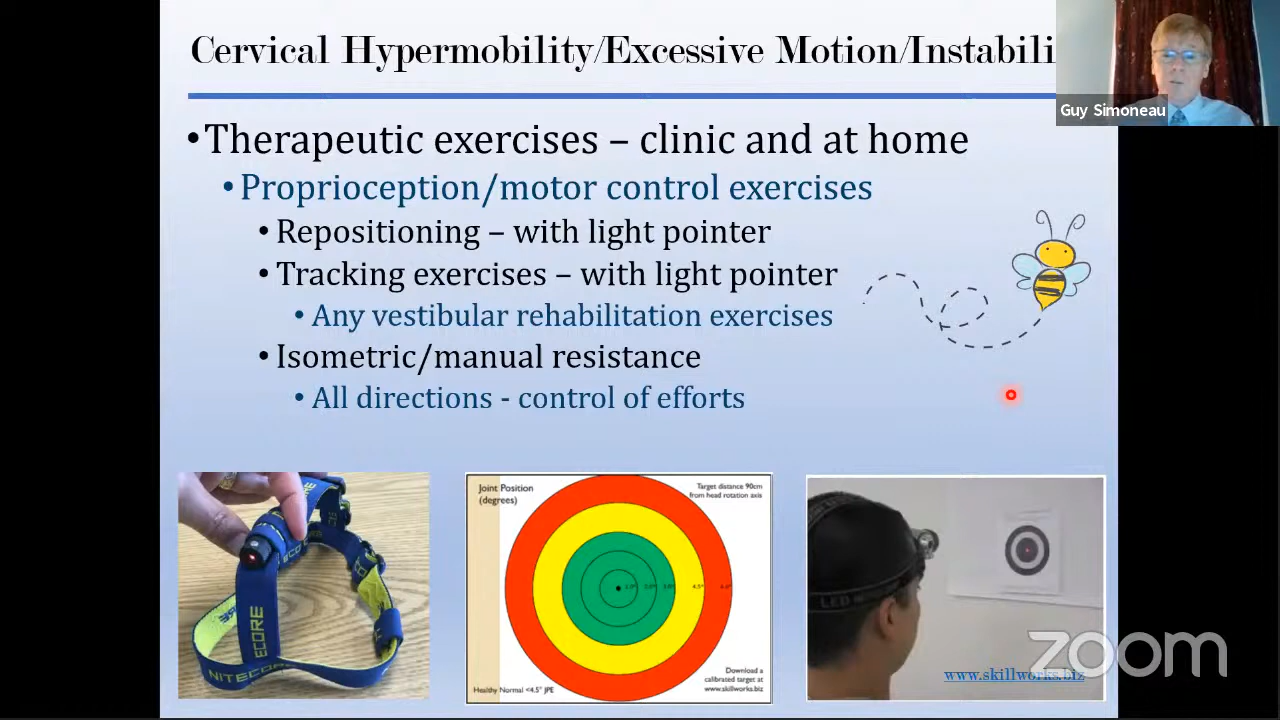 Cervical Hypermobility/Excessive Motion/Instabili
Guy Simoneau
•Therapeutic exercises – clinic and at home
•Proprioception/motor control exercises
•Repositioning – with light pointer
•Tracking exercises – with light pointer
•Any vestibular rehabilitation exercises
•Isometric/manual resistance
•All directions - control of efforts
ECORE
NITECORE
Joint Position
(degrees)
Target distance 90cm
from head rotation axis
4.5°
Healthy Normal <4.5° JPE
Download a
calibrated target at
www.skillworks.biz
LED
www.skillworks.biz
zoom